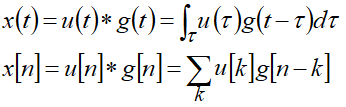 x(t) = u(t) * g(t) = ∫_τ u(τ)g(t − τ)dτ
x[n] = u[n] * g[n] = ∑_k u[k]g[n − k]